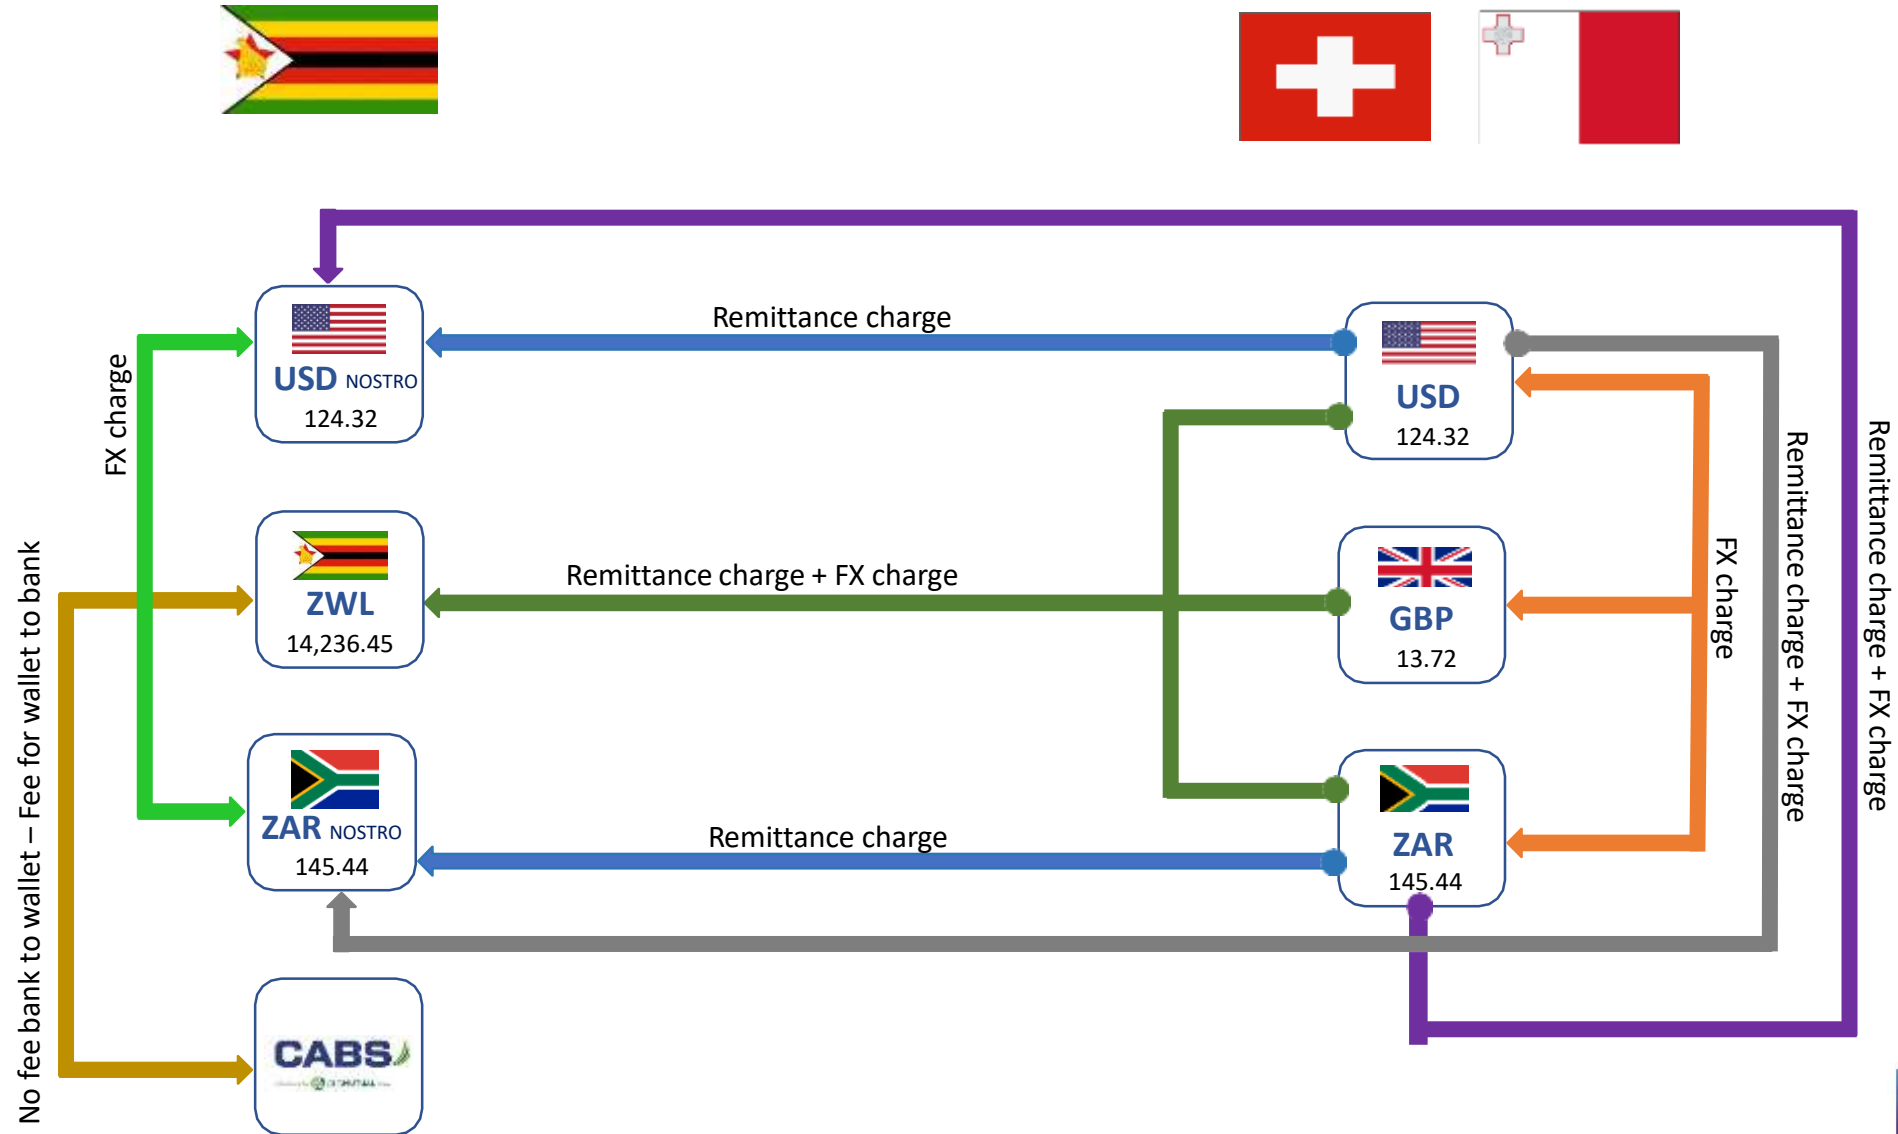 Remittance charge
USD NOSTRO
124.32
USD
124.32
FX charge
Remittance charge + FX charge
ZWL
14,236.45
GBP
13.72
FX charge
Remittance charge + FX charge
Remittance charge + FX charge
No fee bank to wallet – Fee for wallet to bank
Remittance charge
ZAR NOSTRO
145.44
ZAR
145.44
CABS